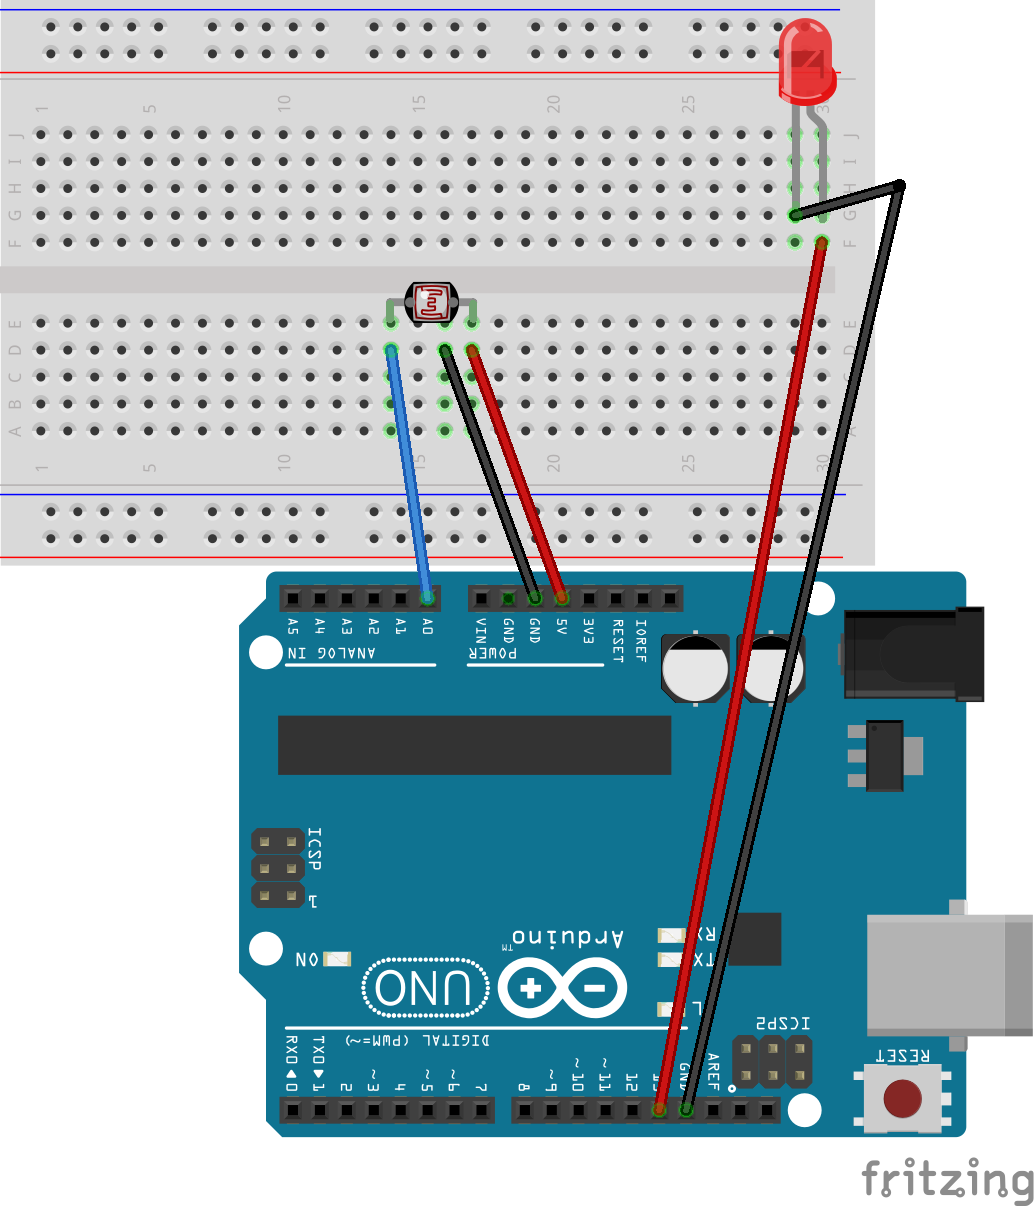 1 5 10 15 20 25 30
J J
I I
H H
G G
F F
E E
D D
C C
B B
A A
1 5 10 15 20 25 30
A5 A4 A3 A2 A1 A0 VIN GND GND 5V 3V3 RESET IOREF
ANALOG IN POWER
ICSP
1
Arduino™
ON
RX
TX
L
UNO
DIGITAL (PWM=~)
ICSP2
RX0◄0 TX0►1 2 ~3 4 ~5 ~6 7 8 ~9 ~10 ~11 12 13 GND AREF
RESET
fritzing